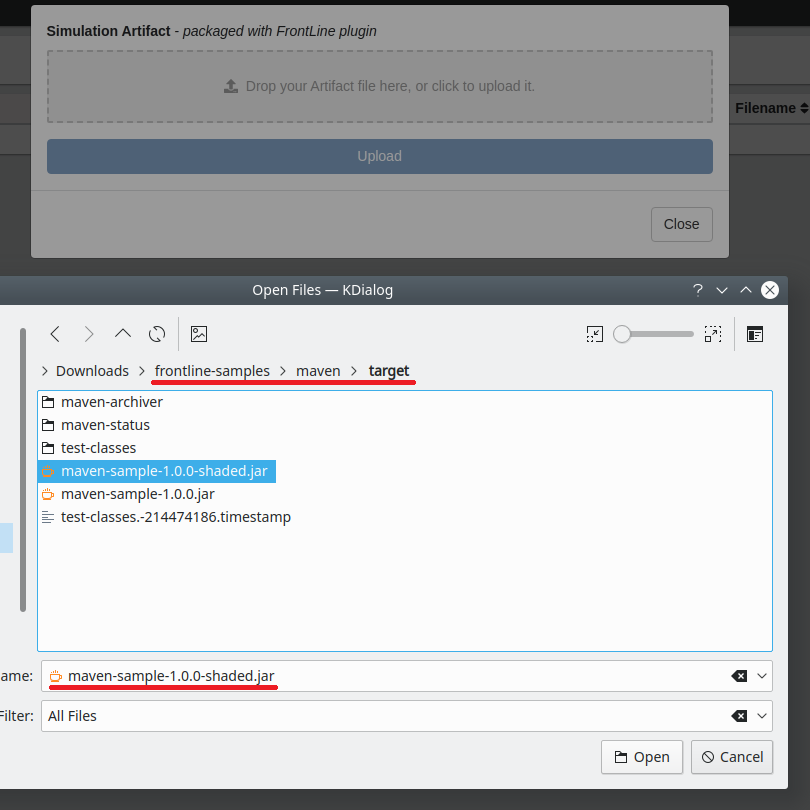 Simulation Artifact - packaged with FrontLine plugin
Drop your Artifact file here, or click to upload it.
Filename
Upload
Close
Open Files — KDialog
Downloads > frontline-samples > maven > target
maven-archiver
maven-status
test-classes
maven-sample-1.0.0-shaded.jar
maven-sample-1.0.0.jar
test-classes.-214474186.timestamp
ame: maven-sample-1.0.0-shaded.jar
Filter: All Files
Open Cancel